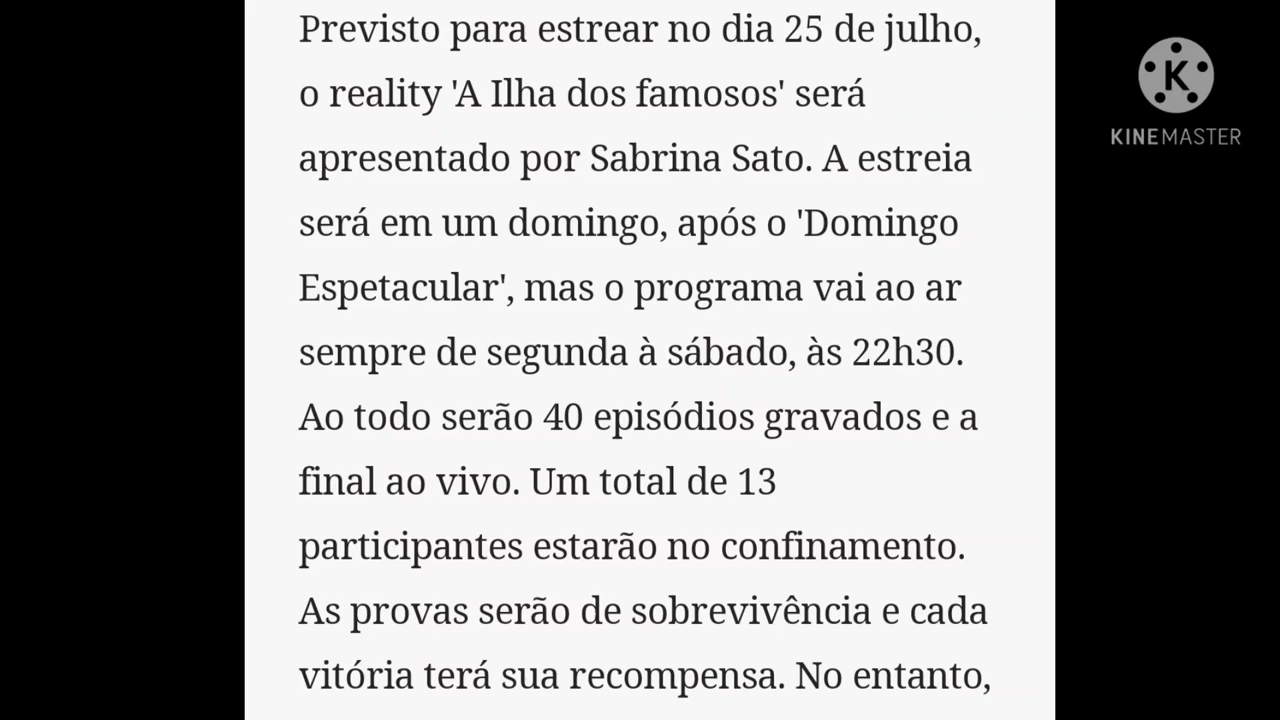 Previsto para estrear no dia 25 de julho,
o reality 'A Ilha dos famosos' será
apresentado por Sabrina Sato. A estreia
será em um domingo, após o 'Domingo
Espetacular', mas o programa vai ao ar
sempre de segunda à sábado, às 22h30.
Ao todo serão 40 episódios gravados e a
final ao vivo. Um total de 13
participantes estarão no confinamento.
As provas serão de sobrevivência e cada
vitória terá sua recompensa. No entanto,
K
KINEMASTER